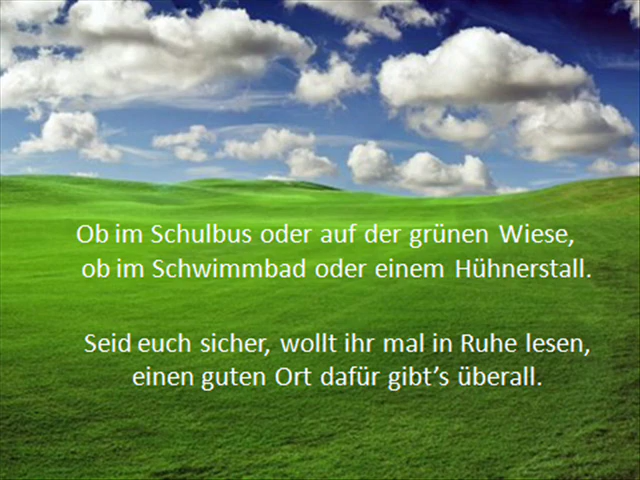 Ob im Schulbus oder auf der grünen Wiese,
ob im Schwimmbad oder einem Hühnerstall.
Seid euch sicher, wollt ihr mal in Ruhe lesen,
einen guten Ort dafür gibt’s überall.